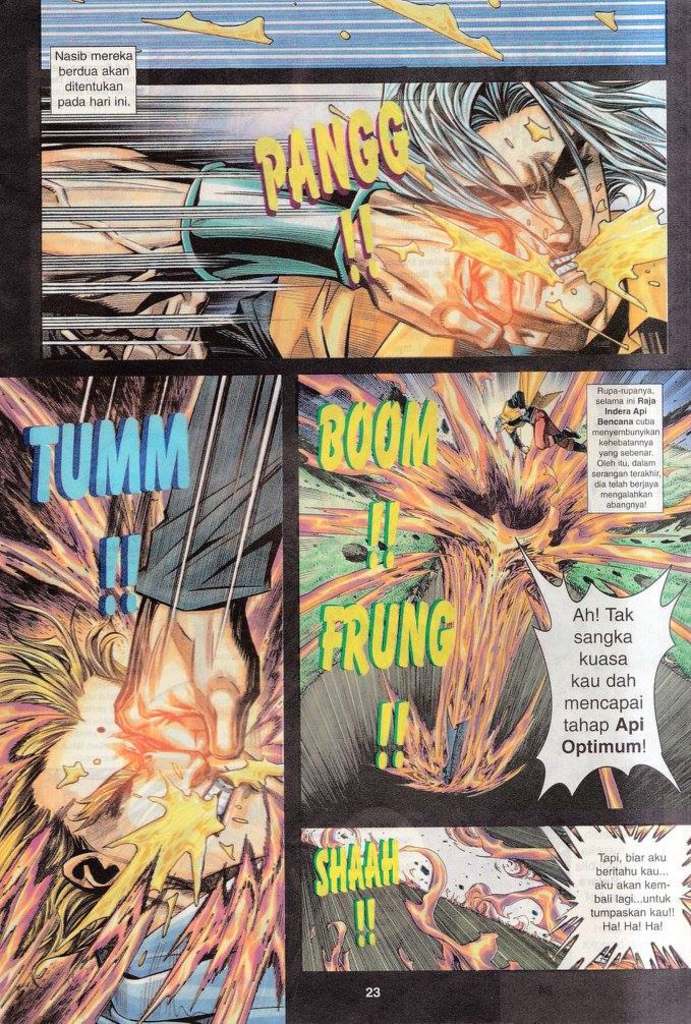 Nasib mereka
berdua akan
ditentukan
pada hari ini.
PANGG
!!
TUMM
!!
BOOM
!!
FRUNG
!!
Rupa-rupanya,
selama ini Raja
Indera Api
Bencana cuba
menyembunyikan
kehebatannya
yang sebenar.
Oleh itu, dalam
serangan terakhir,
dia telah berjaya
mengalahkan
abangnya!
Ah! Tak
sangka
kuasa
kau dah
mencapai
tahap Api
Optimum!
SHAAH
!!
Tapi, biar aku
beritahu kau...
aku akan kem-
bali lagi...untuk
tumpaskan kau!!
Ha! Ha! Ha!
23